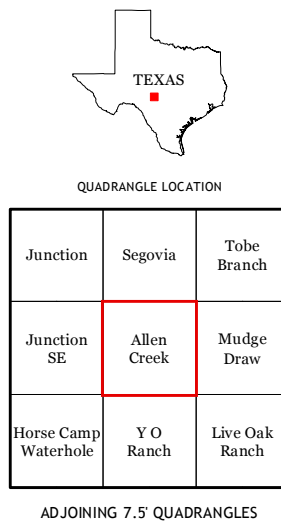 TEXAS
QUADRANGLE LOCATION
Junction
Segovia
Tobe
Branch
Junction
SE
Allen
Creek
Mudge
Draw
Horse Camp
Waterhole
Y O
Ranch
Live Oak
Ranch
ADJOINING 7.5' QUADRANGLES